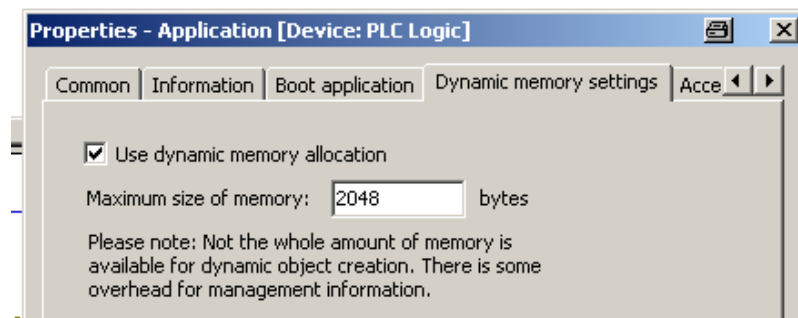 Properties - Application [Device: PLC Logic]
Common Information Boot application Dynamic memory settings Acce
Use dynamic memory allocation
Maximum size of memory: 2048 bytes
Please note: Not the whole amount of memory is
available for dynamic object creation. There is some
overhead for management information.